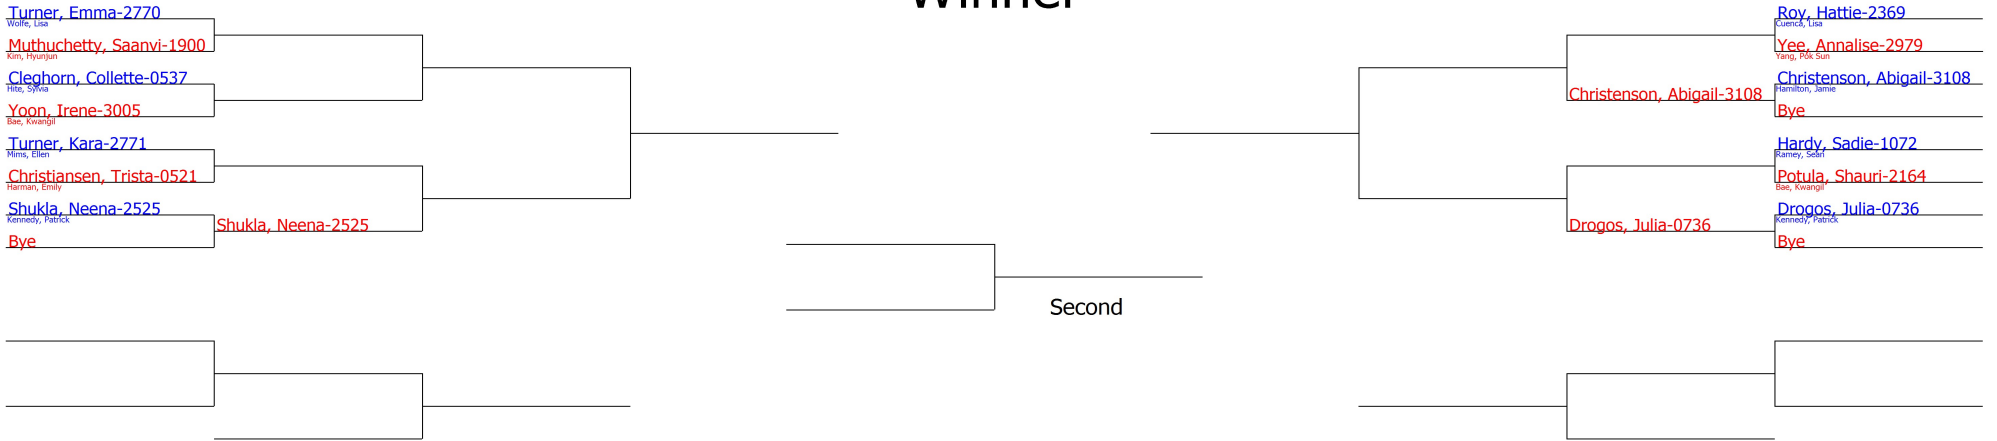 Winner
Turner, Emma-2770
Wolfe, Lisa
Muthuchetty, Saanvi-1900
Kim, Hyunjun
Cleghorn, Collette-0537
Hite, Sylvia
Yoon, Irene-3005
Bae, Kwangil
Turner, Kara-2771
Mims, Ellen
Christiansen, Trista-0521
Harman, Emily
Shukla, Neena-2525
Kennedy, Patrick
Shukla, Neena-2525
Bye
Second
Roy, Hattie-2369
Cuenca, Lisa
Yee, Annalise-2979
Yang, Pok Sun
Christenson, Abigail-3108
Hamilton, Jamie
Christenson, Abigail-3108
Bye
Hardy, Sadie-1072
Ramey, Sean
Potula, Shauri-2164
Bae, Kwangil
Drogos, Julia-0736
Kennedy, Patrick
Drogos, Julia-0736
Bye